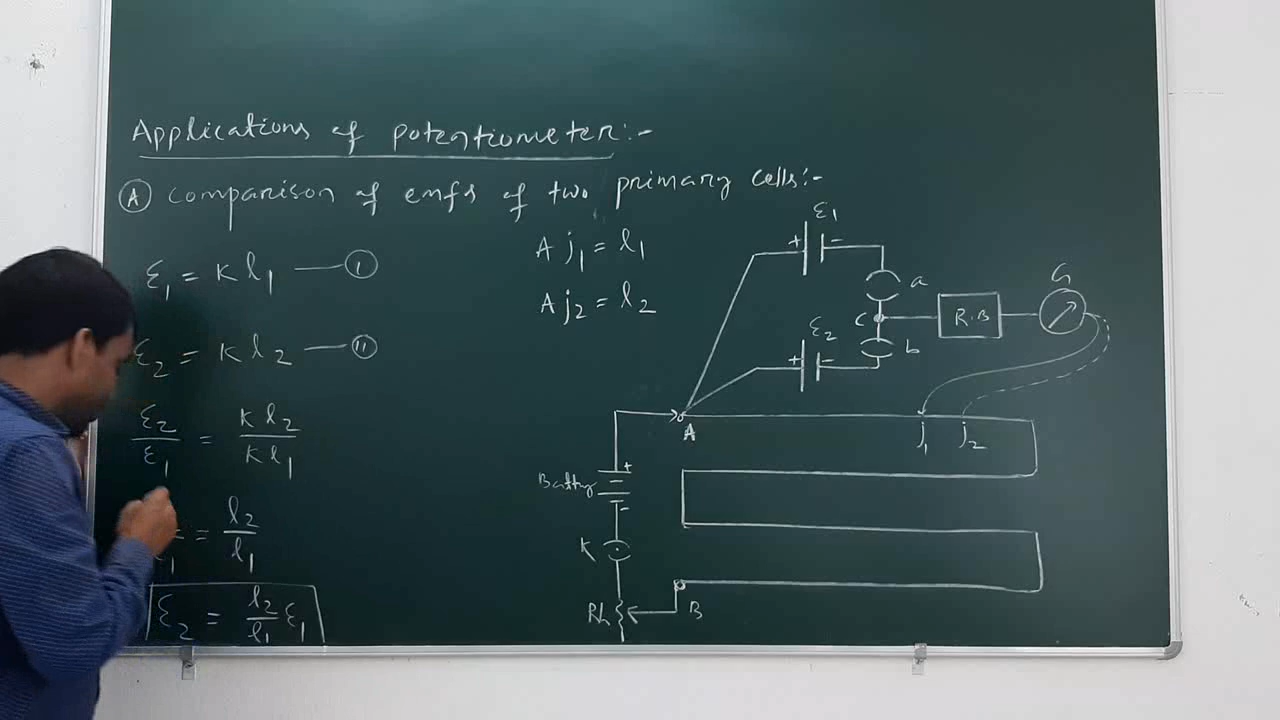 Applications of potentiometer:-
(A) Comparison of emfs of two primary cells:-
ε₁ = K l₁ —— (I)
ε₂ = K l₂ —— (II)
ε₂/ε₁ = K l₂/K l₁
₁ = l₂/l₁
ε₂ = l₂/l₁ ε₁
A j₁ = l₁
A j₂ = l₂
ε₁
+ -
a
G
C
R.B
ε₂
+ -
b
A
j₁ j₂
+
Battery
-
K
Rh
B